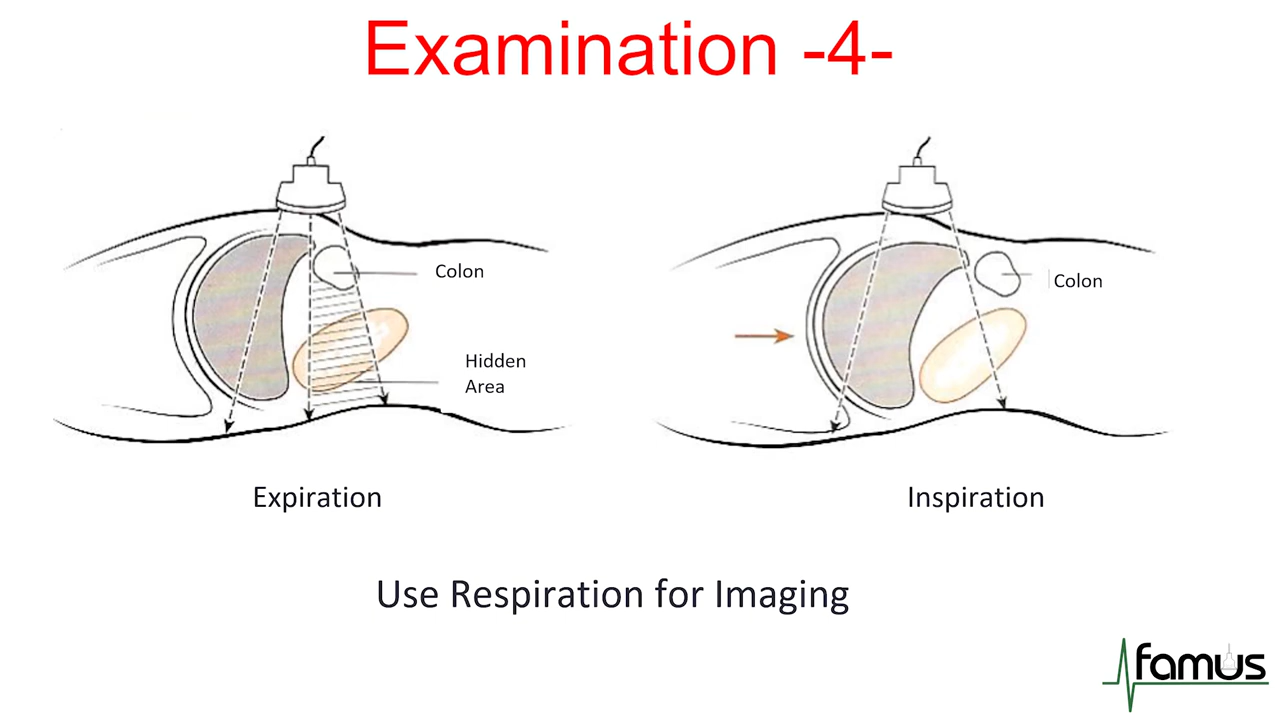 Examination -4-
Colon
Hidden
Area
Colon
Expiration
Inspiration
Use Respiration for Imaging
famus